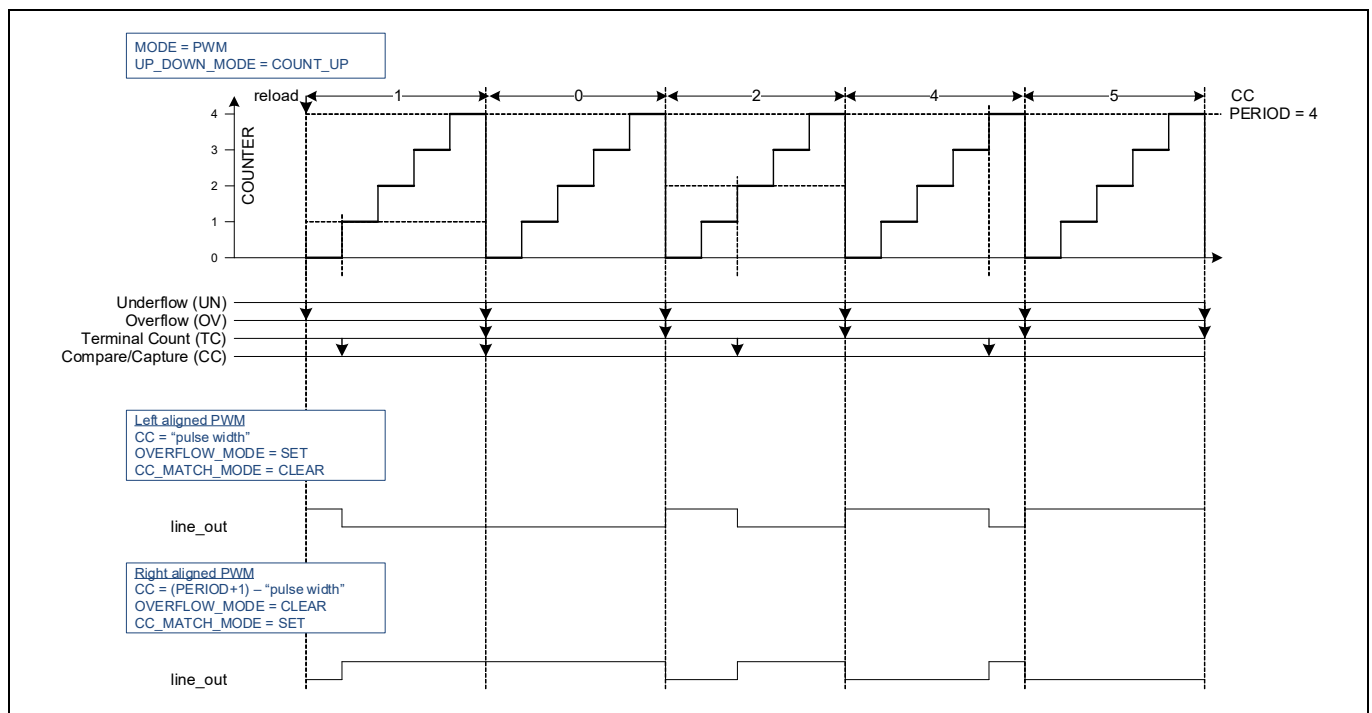 MODE = PWM
UP_DOWN_MODE = COUNT_UP
reload 1 0 2 4 5 CC
PERIOD = 4
4
3
2
1
0
COUNTER
Underflow (UN)
Overflow (OV)
Terminal Count (TC)
Compare/Capture (CC)
Left aligned PWM
CC = “pulse width”
OVERFLOW_MODE = SET
CC_MATCH_MODE = CLEAR
line_out
Right aligned PWM
CC = (PERIOD+1) – “pulse width”
OVERFLOW_MODE = CLEAR
CC_MATCH_MODE = SET
line_out